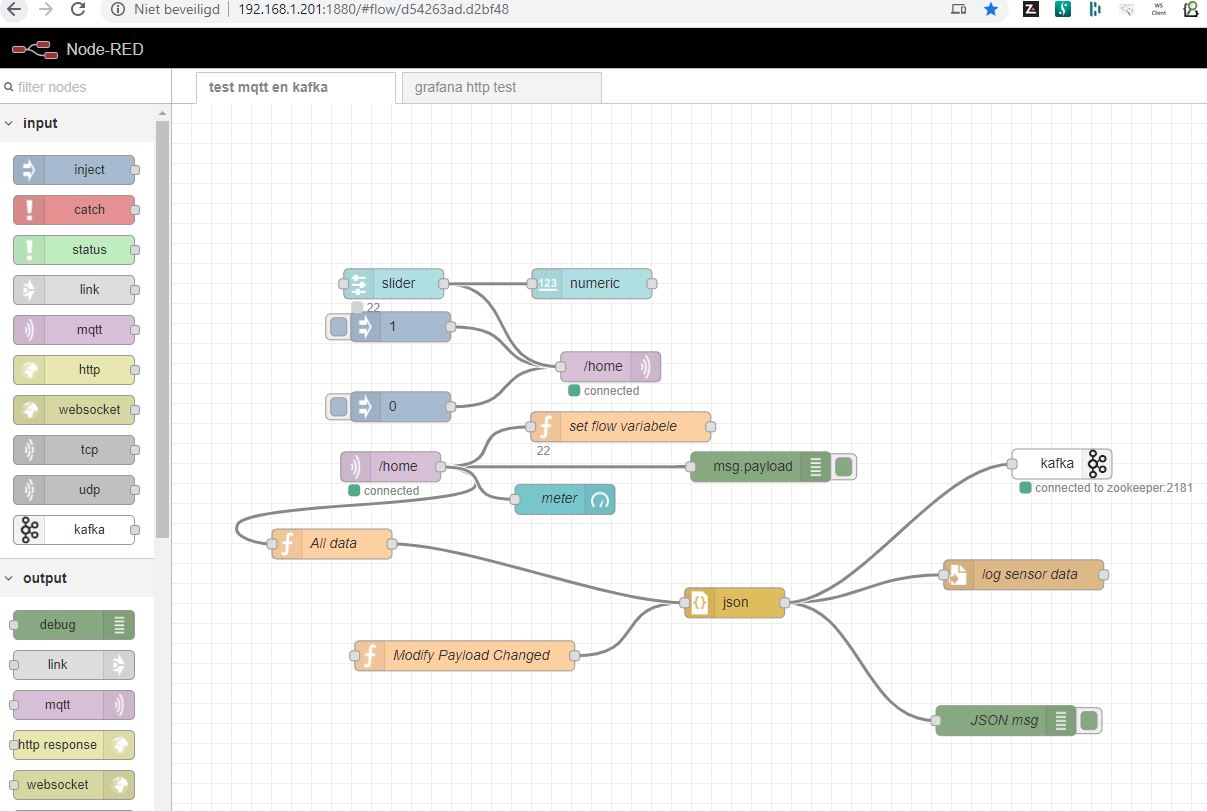 Niet beveiligd
192.168.1.201:1880/#flow/d54263ad.d2bf48
WS
Client
Node-RED
filter nodes
test mqtt en kafka
grafana http test
input
inject
catch
status
link
mqtt
http
websocket
tcp
udp
kafka
output
debug
link
mqtt
http response
websocket
slider
22
123
numeric
1
/home
connected
0
set flow variabele
22
/home
connected
msg.payload
meter
kafka
connected to zookeeper:2181
All data
log sensor data
json
Modify Payload Changed
JSON msg